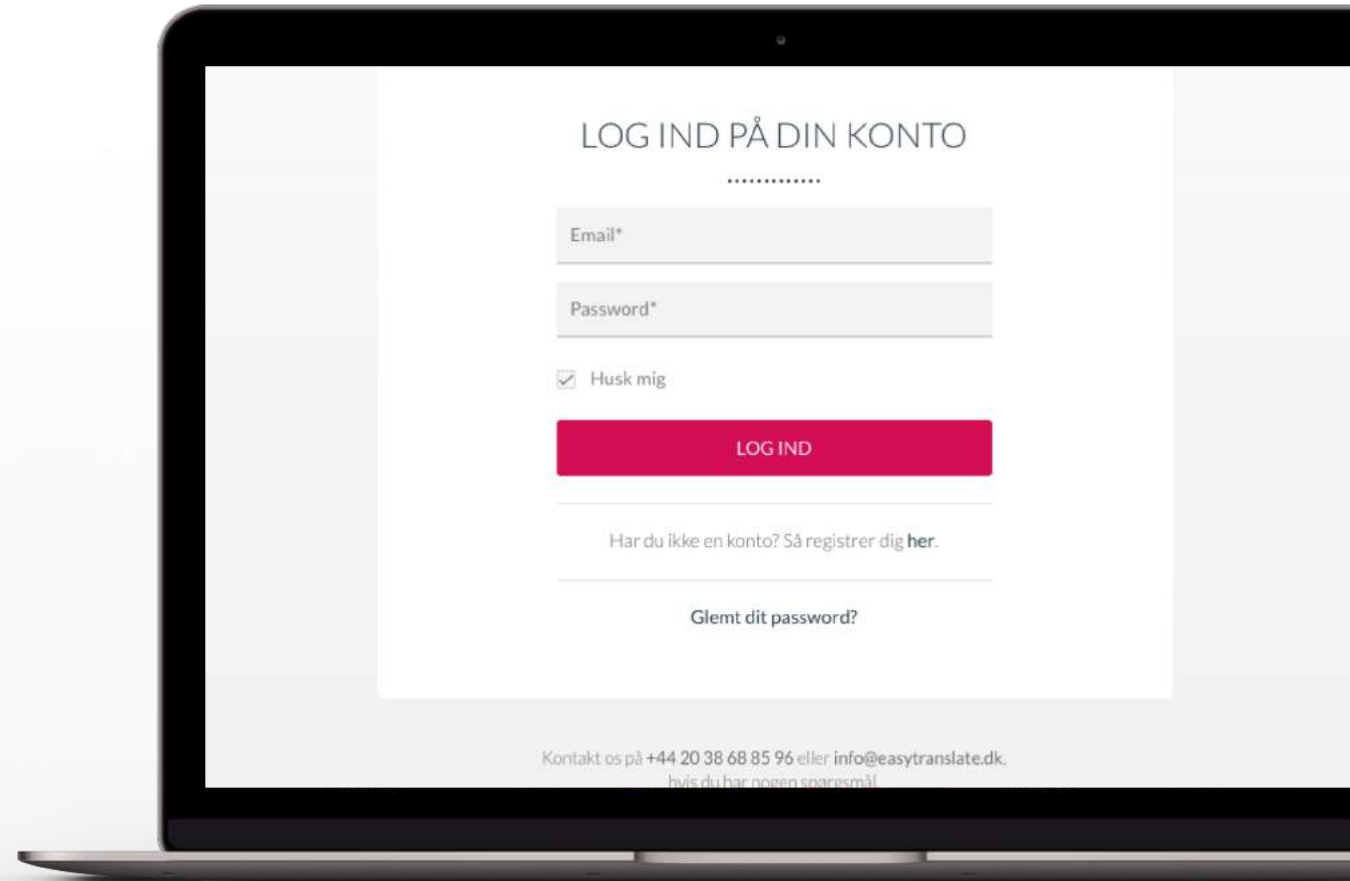 LOG IND PÅ DIN KONTO
Email*
Password*
Husk mig
LOG IND
Har du ikke en konto? Så registrer dig her.
Glemt dit password?
Kontakt os på +44 20 38 68 85 96 eller info@easytranslate.dk,
hvis du har nogen spørgsmål.